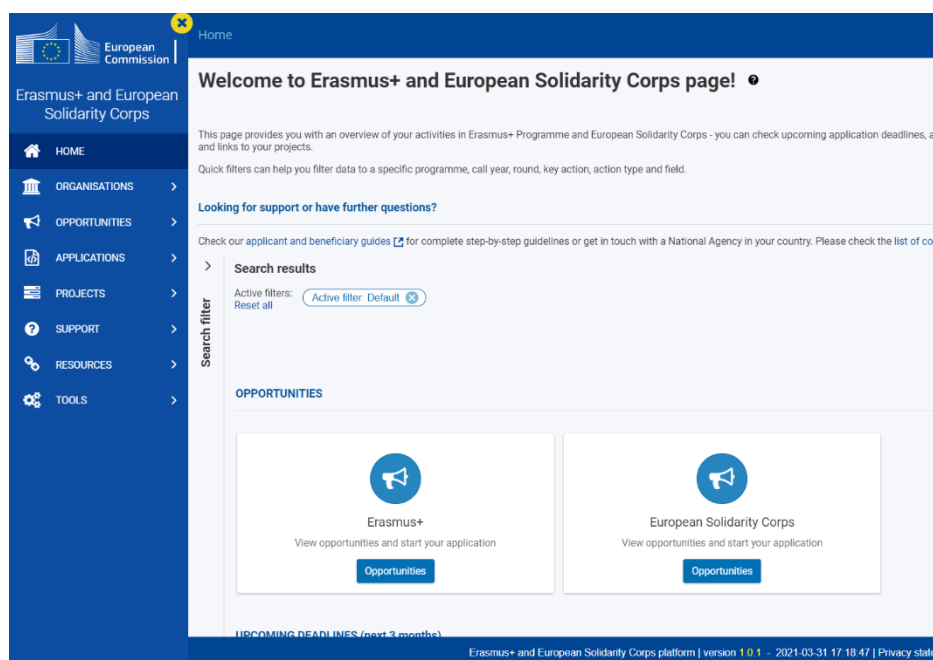 European
Commission
Erasmus+ and European
Solidarity Corps
HOME
ORGANISATIONS
OPPORTUNITIES
APPLICATIONS
PROJECTS
SUPPORT
RESOURCES
TOOLS
Home
Welcome to Erasmus+ and European Solidarity Corps page!
This page provides you with an overview of your activities in Erasmus+ Programme and European Solidarity Corps - you can check upcoming application deadlines, a
and links to your projects.
Quick filters can help you filter data to a specific programme, call year, round, key action, action type and field.
Looking for support or have further questions?
Check our applicant and beneficiary guides for complete step-by-step guidelines or get in touch with a National Agency in your country. Please check the list of co
Search filter
Search results
Active filters:
Reset all
Active filter: Default
OPPORTUNITIES
Erasmus+
View opportunities and start your application
Opportunities
European Solidarity Corps
View opportunities and start your application
Opportunities
UPCOMING DEADLINES (next 3 months)
Erasmus+ and European Solidarity Corps platform | version 1.0.1 - 2021-03-31 17:18:47 | Privacy state